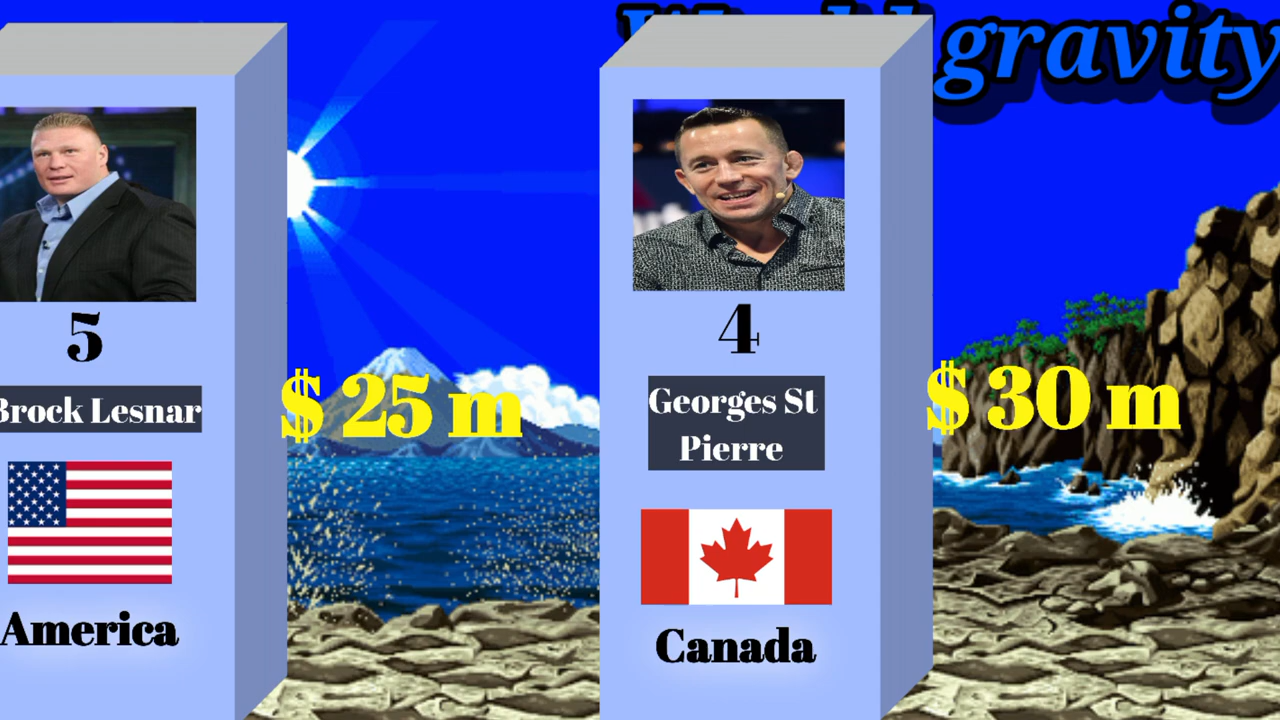 gravity
5
Brock Lesnar
America
$ 25 m
4
Georges St
Pierre
Canada
$ 30 m